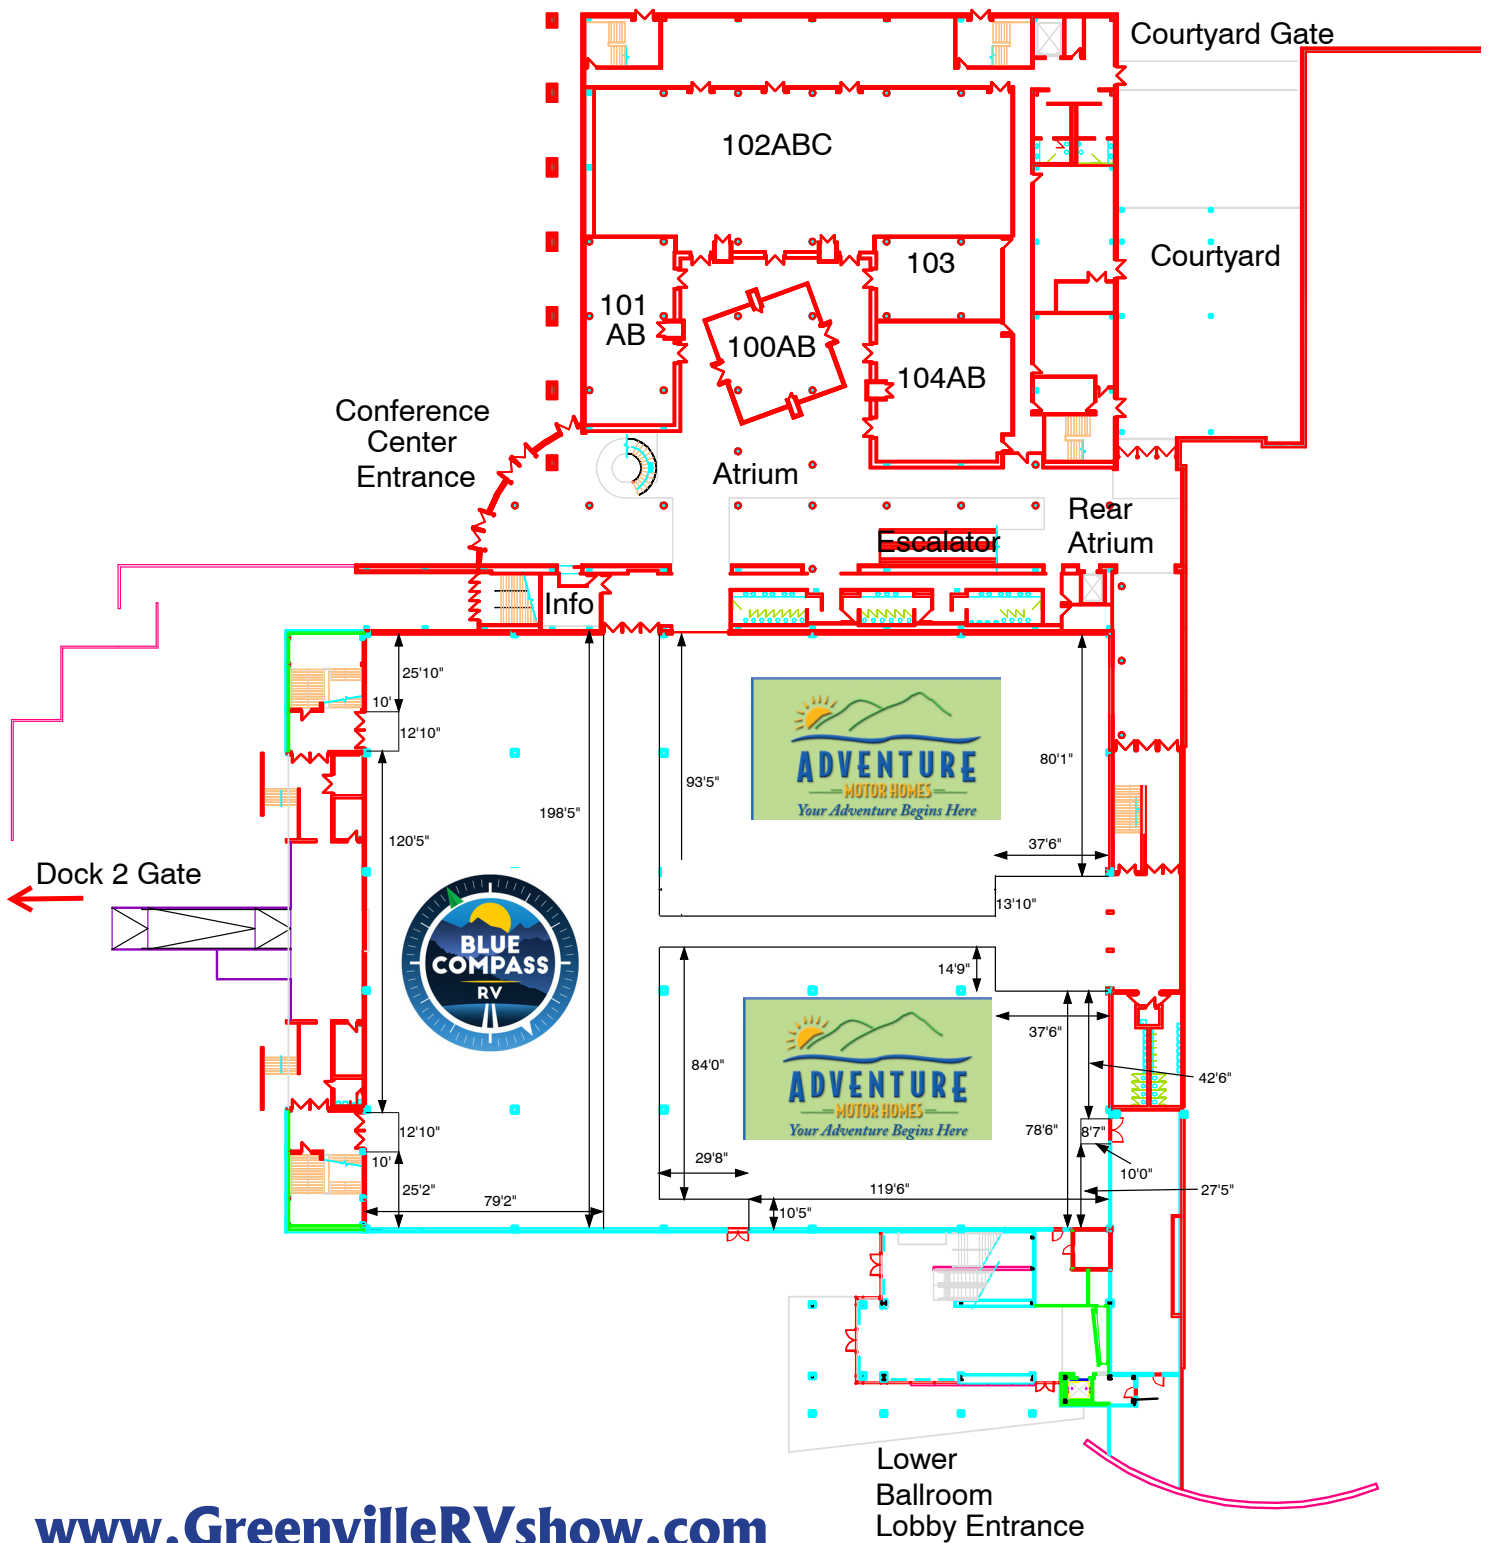 Courtyard Gate
102ABC
Courtyard
103
101
AB
100AB
104AB
Conference
Center
Entrance
Atrium
Rear
Atrium
Escalator
Info
25'10"
10'
12'10"
80'1"
93'5"
198'5"
120'5"
ADVENTURE
MOTOR HOMES
Your Adventure Begins Here
37'6"
13'10"
Dock 2 Gate
BLUE
COMPASS
RV
14'9"
37'6"
ADVENTURE
MOTOR HOMES
Your Adventure Begins Here
84'0"
42'6"
78'6"
8'7"
12'10"
10'
25'2"
29'8"
10'0"
119'6"
27'5"
79'2"
10'5"
Lower
Ballroom
Lobby Entrance
www.GreenvilleRVshow.com